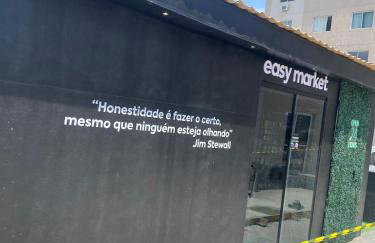 easy market
“Honestidade é fazer o certo,
mesmo que ninguém esteja olhando”
Jim Stewall